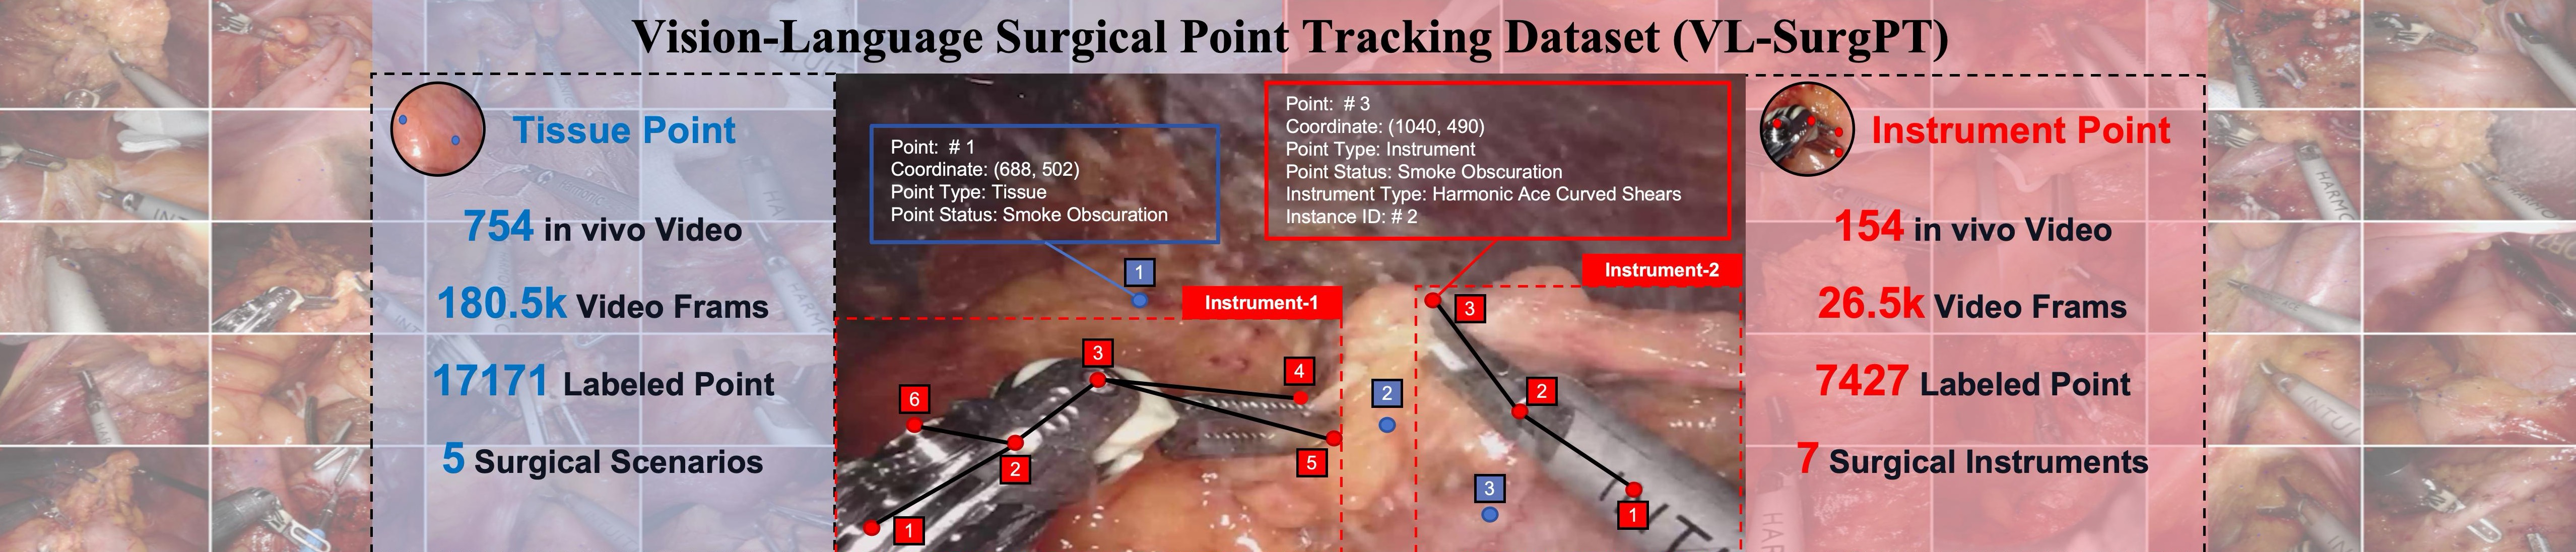 Vision-Language Surgical Point Tracking Dataset (VL-SurgPT)
Tissue Point
754 in vivo Video
180.5k Video Frams
17171 Labeled Point
5 Surgical Scenarios
Point: # 1
Coordinate: (688, 502)
Point Type: Tissue
Point Status: Smoke Obscuration
Point: # 3
Coordinate: (1040, 490)
Point Type: Instrument
Point Status: Smoke Obscuration
Instrument Type: Harmonic Ace Curved Shears
Instance ID: # 2
1
Instrument-1
Instrument-2
3
3
4
6
2
2
2
5
3
1
1
INT
Instrument Point
154 in vivo Video
26.5k Video Frams
7427 Labeled Point
7 Surgical Instruments